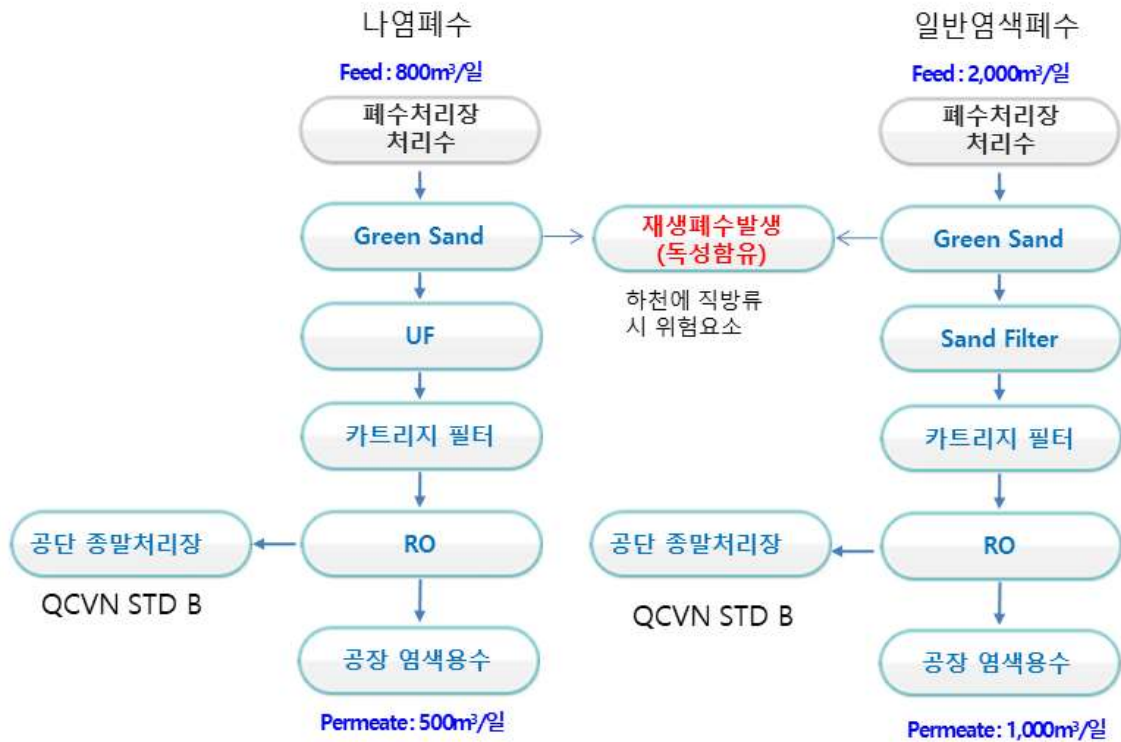 나염폐수
Feed : 800m³/일
폐수처리장
처리수
Green Sand
UF
카트리지 필터
RO
공단 종말처리장
QCVN STD B
공장 염색용수
Permeate : 500m³/일
재생폐수발생
(독성함유)
하천에 직방류
시 위험요소
일반염색폐수
Feed : 2,000m³/일
폐수처리장
처리수
Green Sand
Sand Filter
카트리지 필터
RO
공단 종말처리장
QCVN STD B
공장 염색용수
Permeate : 1,000m³/일